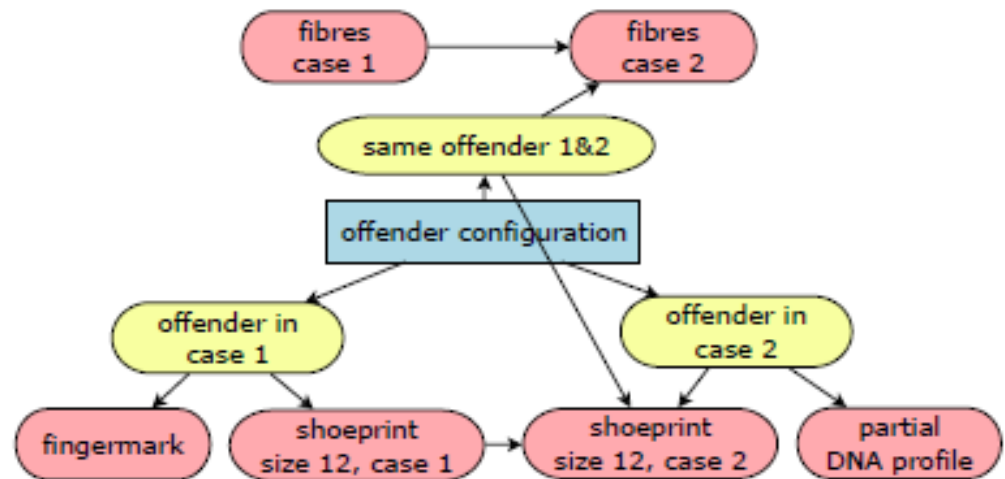 fibres
case 1
fibres
case 2
same offender 1&2
offender configuration
offender in
case 1
offender in
case 2
fingermark
shoeprint
size 12, case 1
shoeprint
size 12, case 2
partial
DNA profile